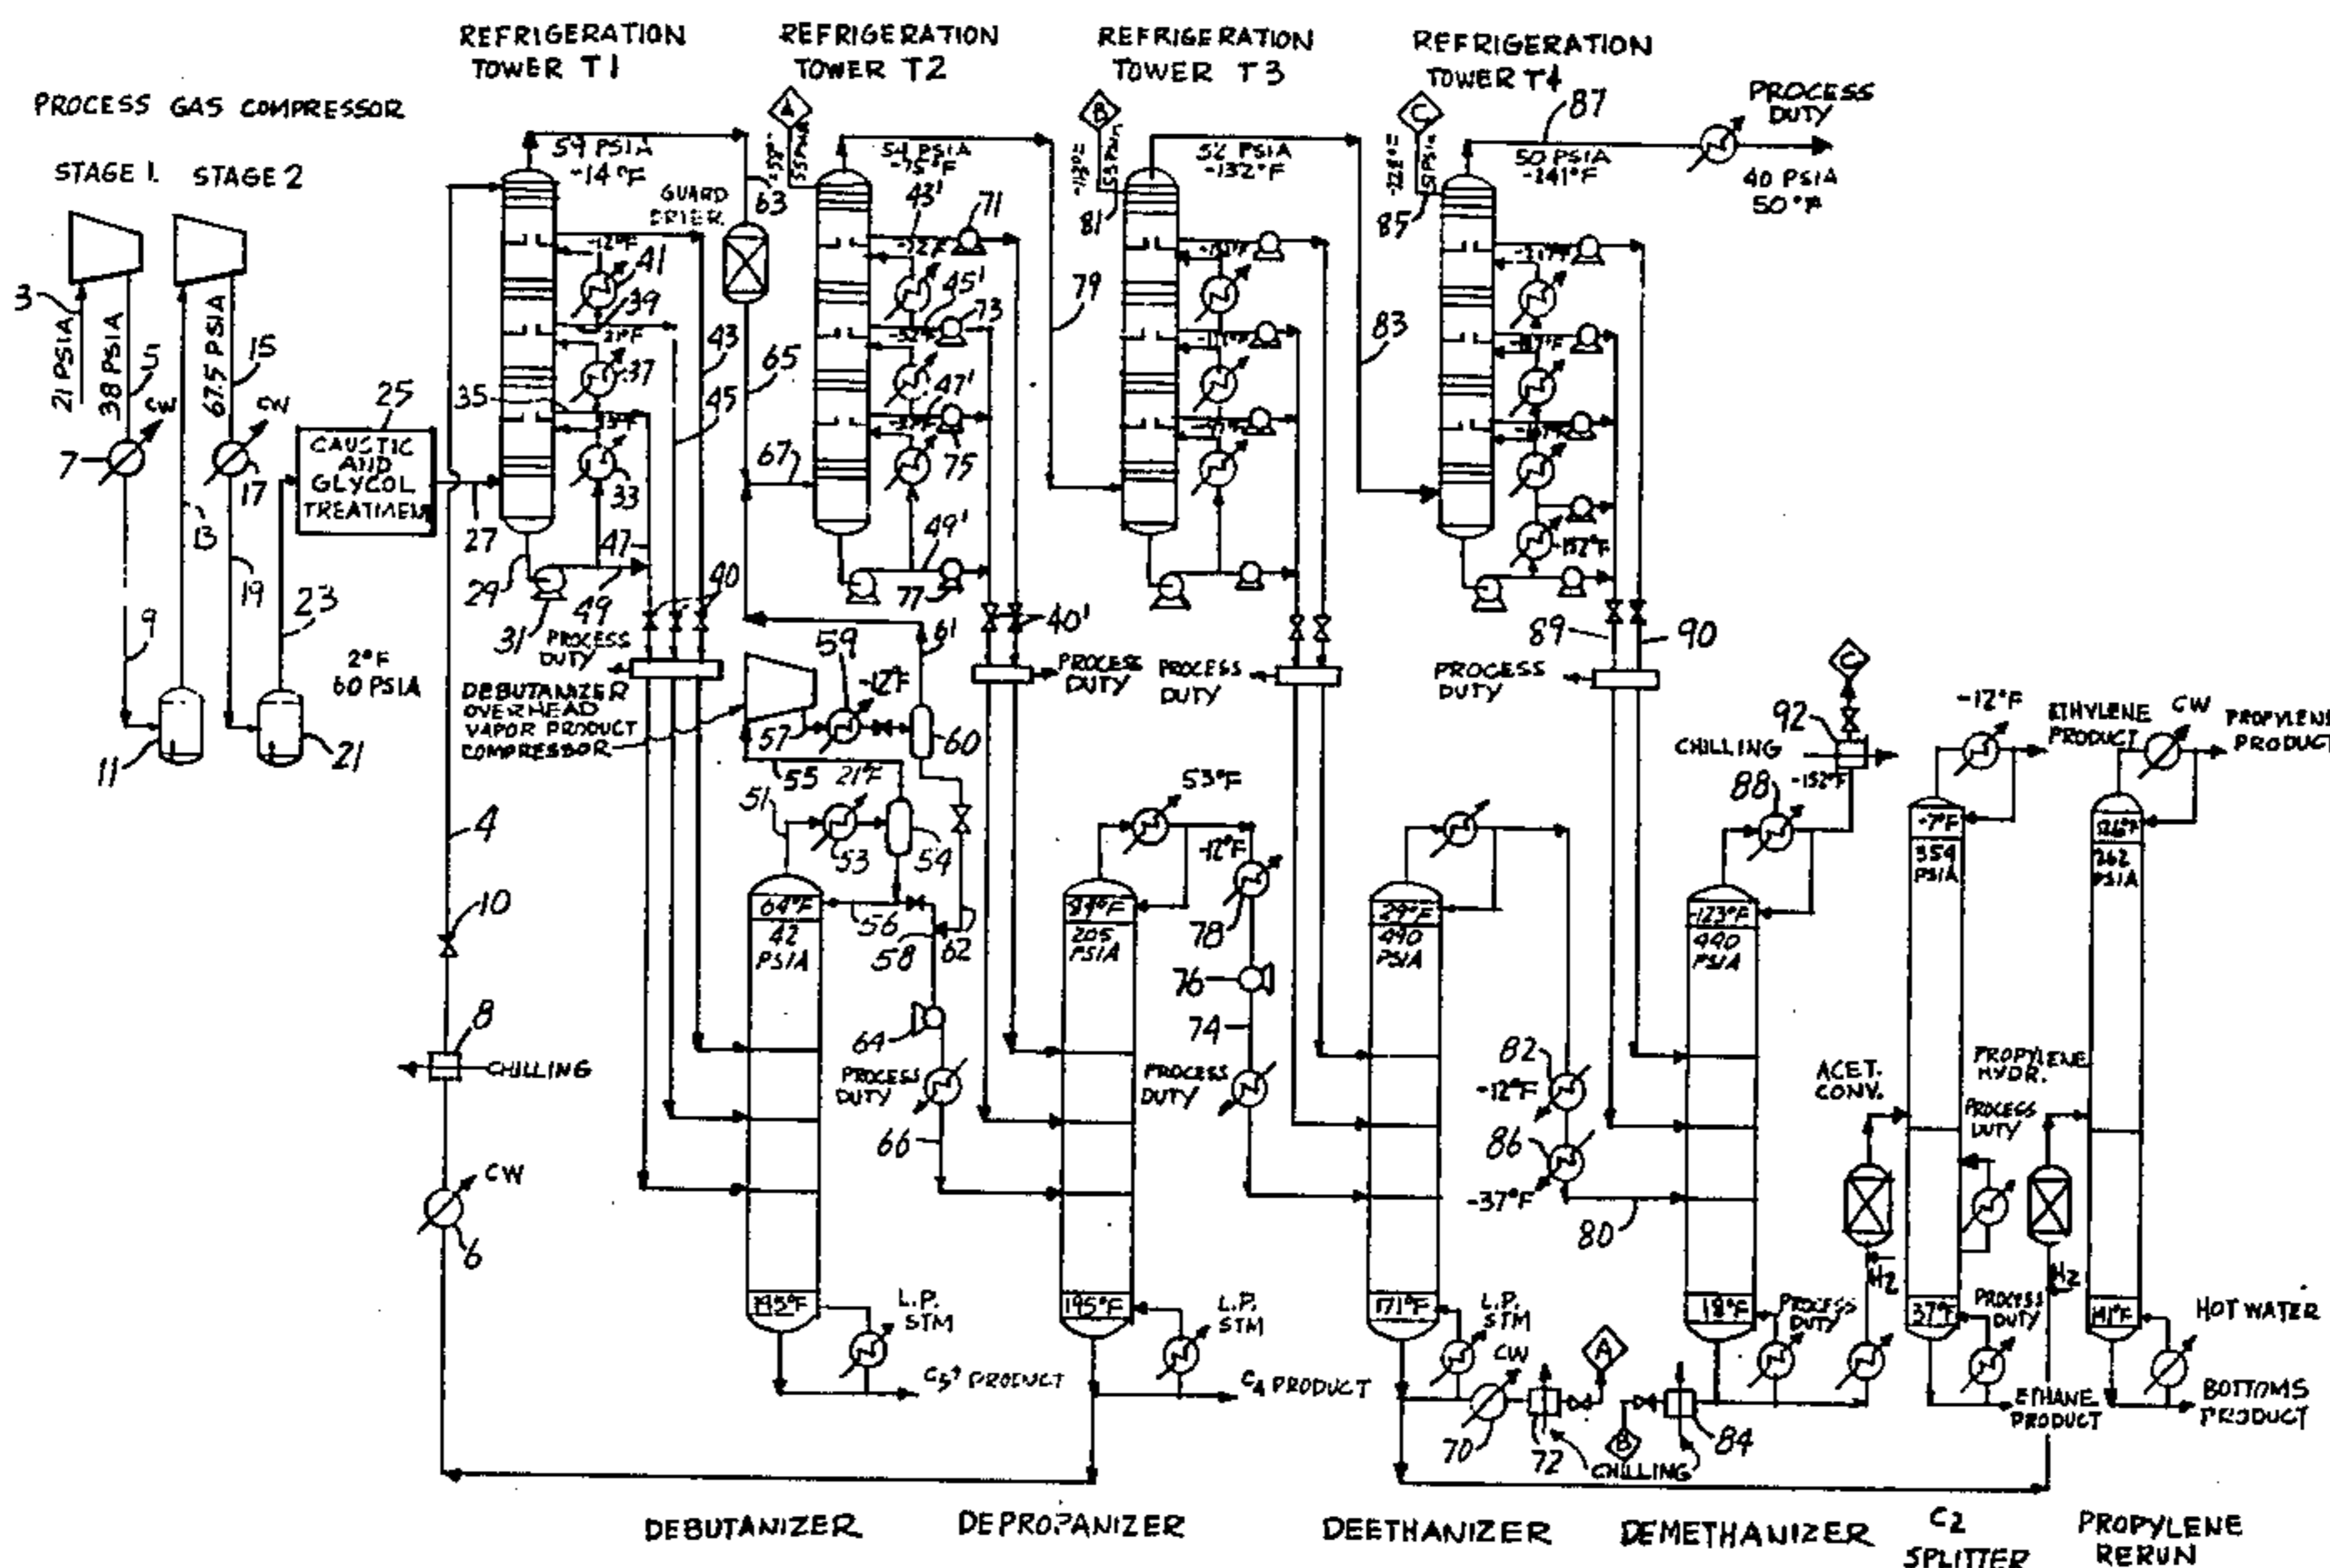 REFRIGERATION
TOWER T1
REFRIGERATION
TOWER T2
REFRIGERATION
TOWER T3
REFRIGERATION
TOWER T4
PROCESS GAS COMPRESSOR
STAGE 1.
STAGE 2
A
B
C
87
PROCESS
DUTY
59 PSIA
-14°F
54 PSIA
-75°F
52 PSIA
-132°F
50 PSIA
-141°F
40 PSIA
50°F
GUARD
DRIER
63
43'
71
81
85
3
21 PSIA
38 PSIA
5
67.5 PSIA
15
CW
CW
7
17
25
CAUSTIC
AND
GLYCOL
TREATMENT
27
-12°F
41
39
21°F
37
35
33
43
45
65
67
45'
73
47'
75
49'
77
79
83
-152°F
13
19
9
23
11
21
2°F
60 PSIA
29
31
47
49
40
PROCESS
DUTY
DEBUTANIZER
OVERHEAD
VAPOR PRODUCT
COMPRESSOR
59
-12°F
61
57
60
55
21°F
51
53
54
40'
PROCESS
DUTY
PROCESS
DUTY
PROCESS
DUTY
89
90
C
92
CHILLING
-152°F
88
-12°F
ETHYLENE
PRODUCT
CW
PROPYLENE
PRODUCT
4
10
8
CHILLING
CW
6
64°F
42
PSIA
56
58
62
64
PROCESS
DUTY
66
53°F
-12°F
78
76
74
PROCESS
DUTY
205
PSIA
29°F
490
PSIA
-123°F
440
PSIA
-7°F
354
PSIA
262
PSIA
82
-12°F
86
-37°F
80
ACET.
CONV.
PROPYLENE
HYDR.
PROCESS
DUTY
H2
H2
195°F
L.P.
STM
C5+ PRODUCT
195°F
L.P.
STM
C4 PRODUCT
171°F
L.P.
STM
CW
A
70
72
CHILLING
B
84
18°F
PROCESS
DUTY
37°F
PROCESS
DUTY
ETHANE
PRODUCT
HOT WATER
BOTTOMS
PRODUCT
DEBUTANIZER
DEPROPANIZER
DEETHANIZER
DEMETHANIZER
C2
SPLITTER
PROPYLENE
RERUN